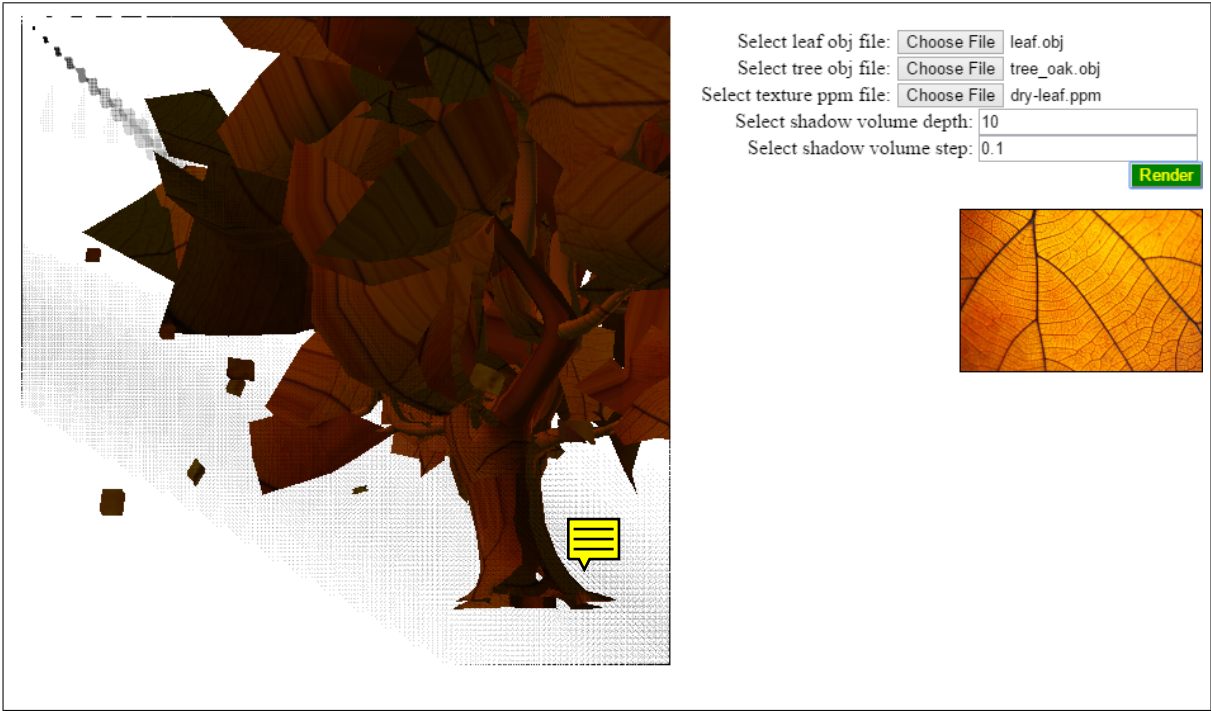 Select leaf obj file: Choose File leaf.obj
Select tree obj file: Choose File tree_oak.obj
Select texture ppm file: Choose File dry-leaf.ppm
Select shadow volume depth: 10
Select shadow volume step: 0.1
Render